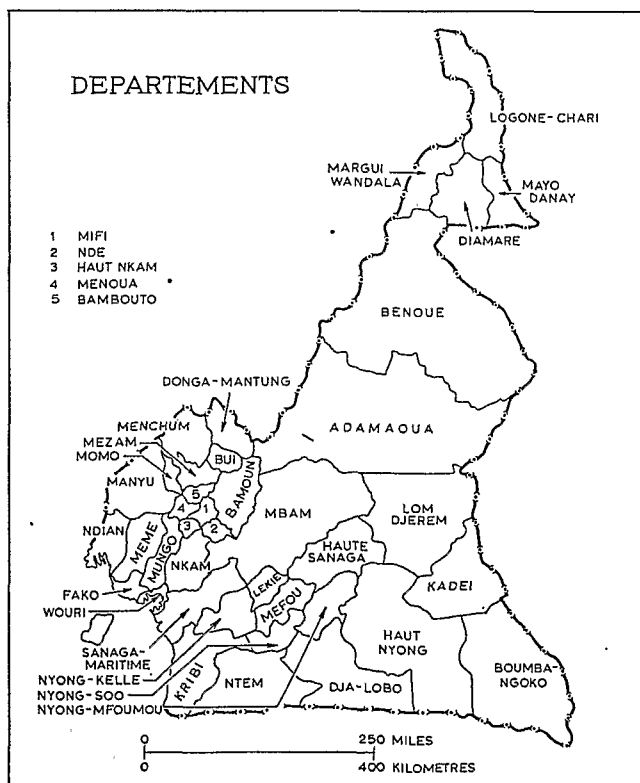 DEPARTEMENTS
LOGONE-CHARI
MARGUI
WANDALA
MAYO
DANAY
DIAMARE
1 MIFI
2 NDE
3 HAUT NKAM
4 MENOUA
5 BAMBOUTO
BENOUE
DONGA-MANTUNG
ADAMAOUA
MENCHUM
MEZAM
MOMO
BUI
MANYU
BAMOUN
5
4
1
3
2
MBAM
LOM
DJEREM
NDIAN
MEME
MUNGO
NKAM
HAUTE
SANAGA
LEKIE
MEFOU
KADEI
FAKO
WOURI
SANAGA-
MARITIME
NYONG-KELLE
NYONG-SOO
NYONG-MFOUMOU
KRIBI
NTEM
DJA-LOBO
HAUT
NYONG
BOUMBA-
NGOKO
0 250 MILES
0 400 KILOMETRES